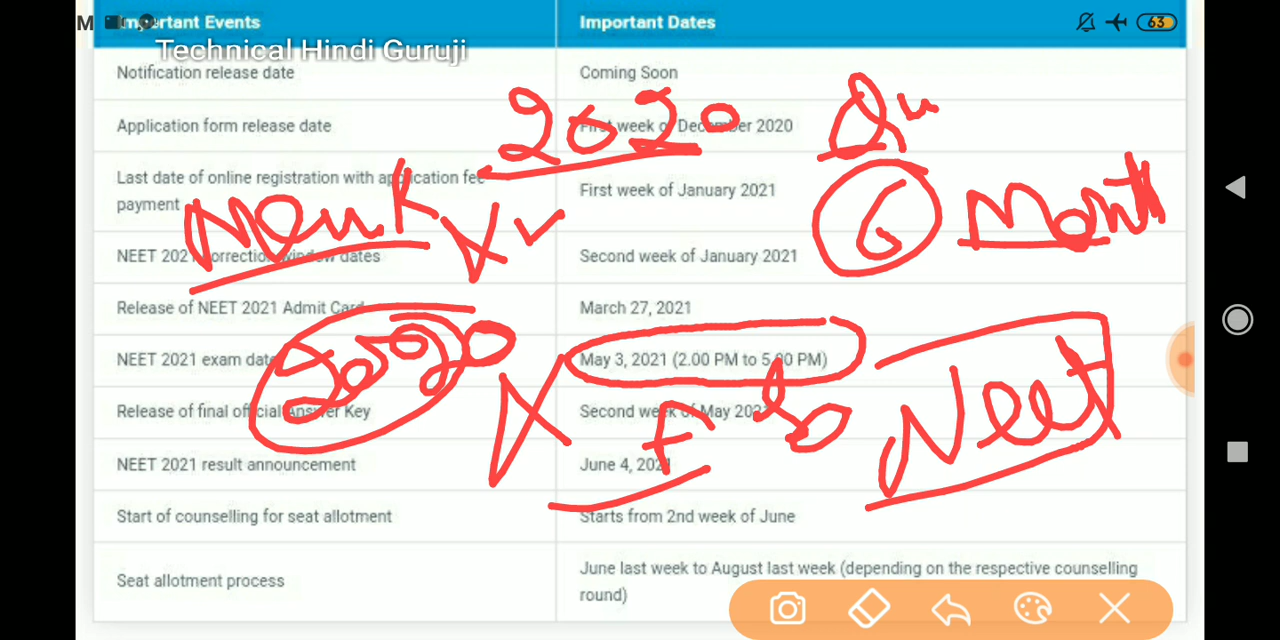 Important Events Important Dates 63
Technical Hindi Guruji
Notification release date Coming Soon
2020
Application form release date First week of December 2020
Last date of online registration with application fee payment First week of January 2021
6 Month
NEET 2021 correction window dates Second week of January 2021
Release of NEET 2021 Admit Card March 27, 2021
NEET 2021 exam date May 3, 2021 (2.00 PM to 5.00 PM)
Neet
Release of final official Answer Key Second week of May 2021
NEET 2021 result announcement June 4, 2021
Start of counselling for seat allotment Starts from 2nd week of June
Seat allotment process June last week to August last week (depending on the respective counselling
round)